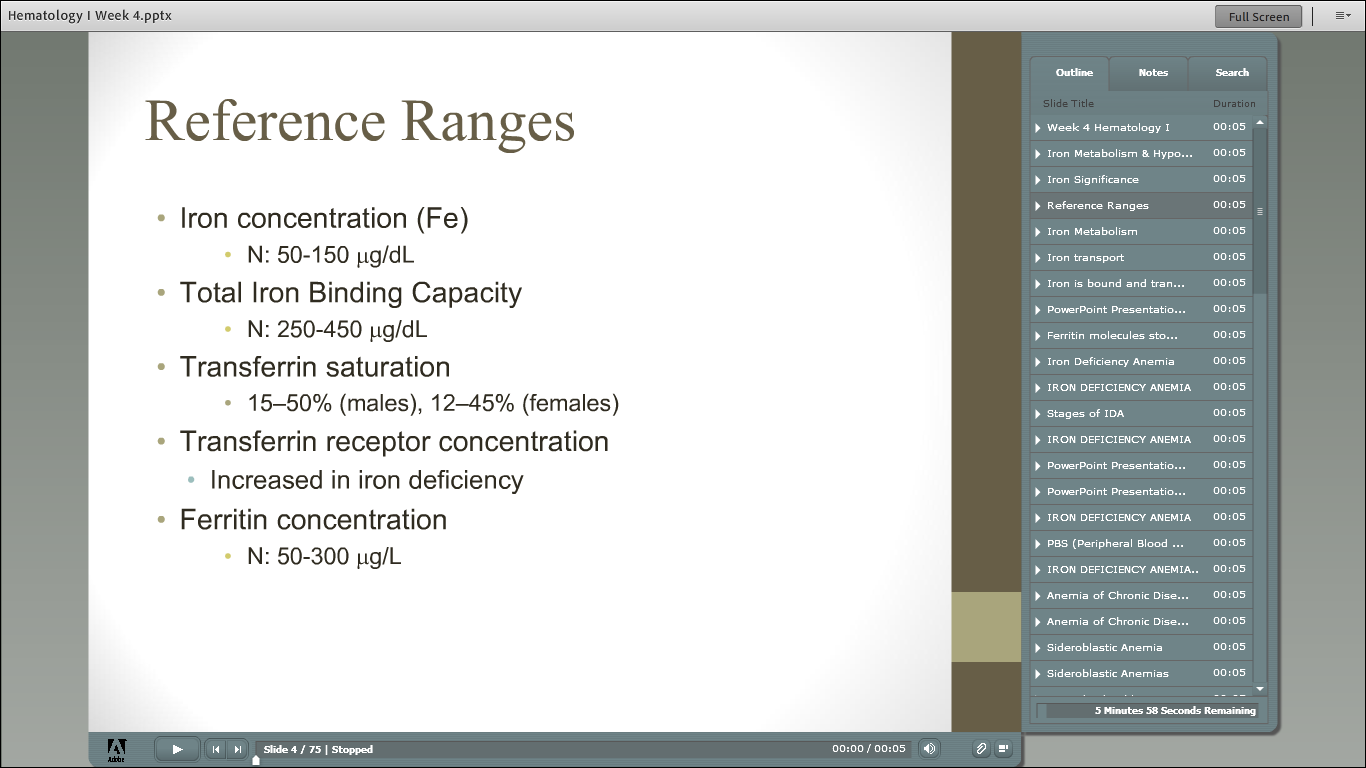 Hematology I Week 4.pptx
Full Screen
Reference Ranges
• Iron concentration (Fe)
• N: 50-150 µg/dL
• Total Iron Binding Capacity
• N: 250-450 µg/dL
• Transferrin saturation
• 15–50% (males), 12–45% (females)
• Transferrin receptor concentration
• Increased in iron deficiency
• Ferritin concentration
• N: 50-300 µg/L
Outline Notes Search
Slide Title Duration
Week 4 Hematology I 00:05
Iron Metabolism & Hypo... 00:05
Iron Significance 00:05
Reference Ranges 00:05
Iron Metabolism 00:05
Iron transport 00:05
Iron is bound and tran... 00:05
PowerPoint Presentatio... 00:05
Ferritin molecules sto... 00:05
Iron Deficiency Anemia 00:05
IRON DEFICIENCY ANEMIA 00:05
Stages of IDA 00:05
IRON DEFICIENCY ANEMIA 00:05
PowerPoint Presentatio... 00:05
PowerPoint Presentatio... 00:05
IRON DEFICIENCY ANEMIA 00:05
PBS (Peripheral Blood ... 00:05
IRON DEFICIENCY ANEMIA.. 00:05
Anemia of Chronic Dise... 00:05
Anemia of Chronic Dise... 00:05
Sideroblastic Anemia 00:05
Sideroblastic Anemias 00:05
5 Minutes 58 Seconds Remaining
Adobe
Slide 4 / 75 | Stopped
00:00 / 00:05